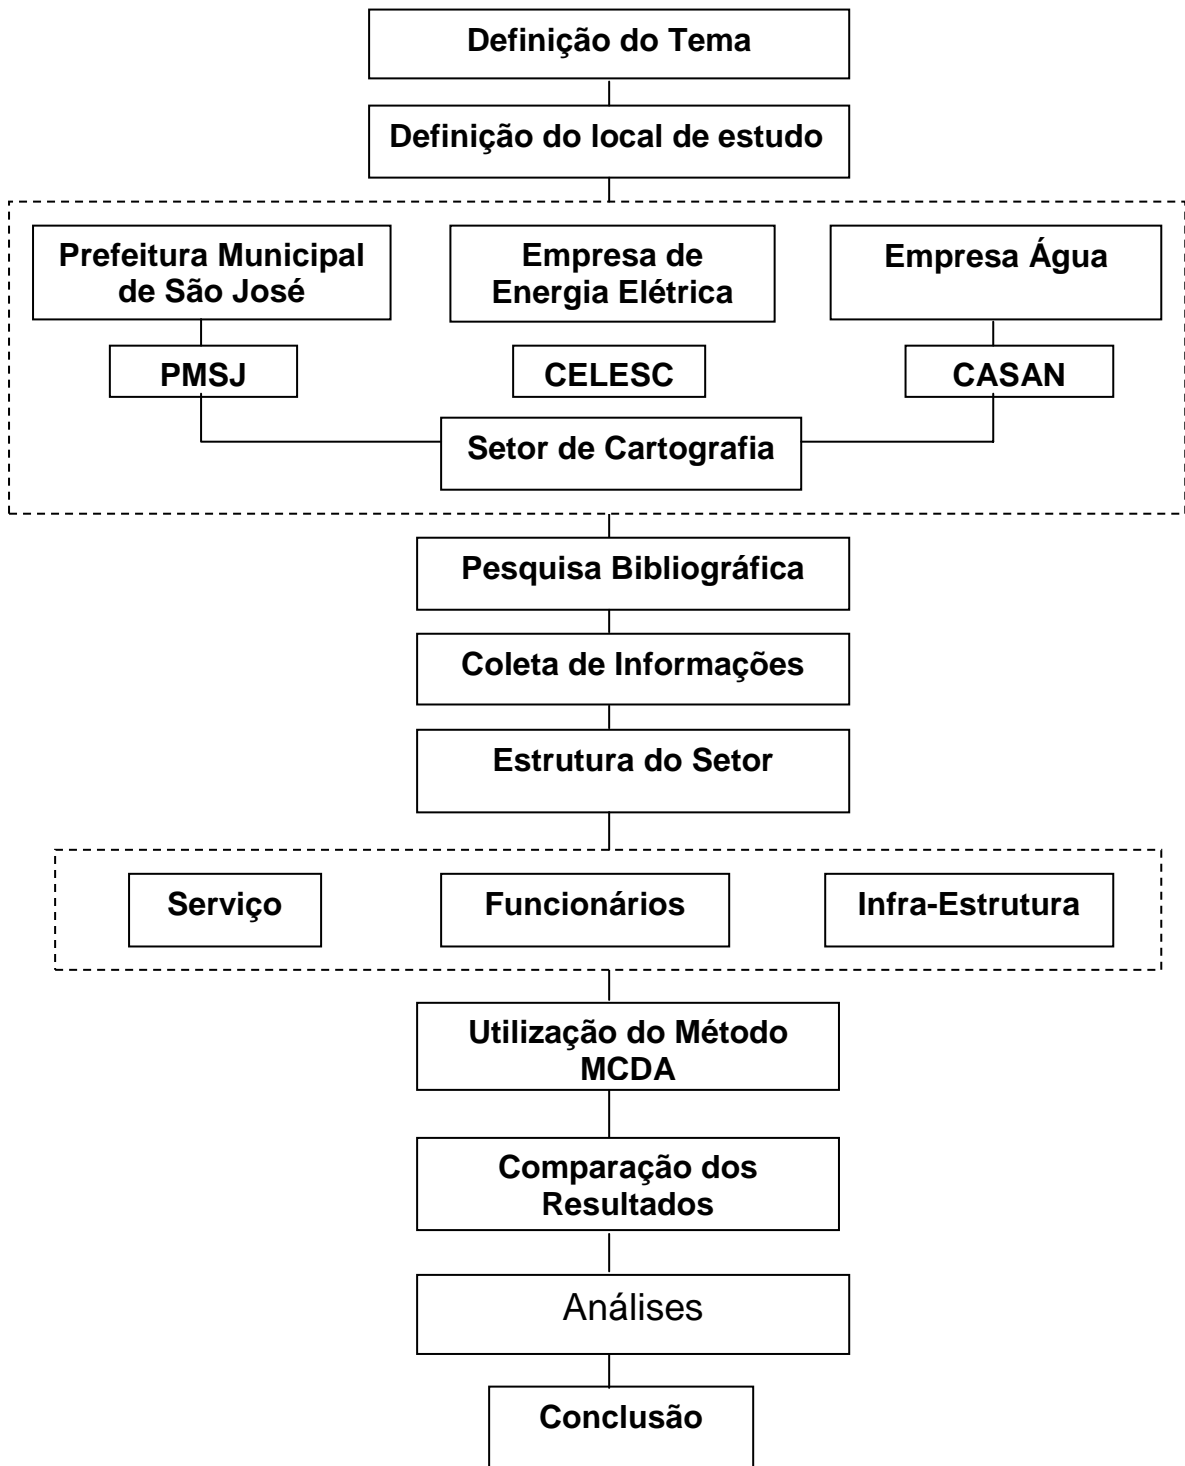 Definição do Tema
Definição do local de estudo
Prefeitura Municipal
de São José
Empresa de
Energia Elétrica
Empresa Água
PMSJ
CELESC
CASAN
Setor de Cartografia
Pesquisa Bibliográfica
Coleta de Informações
Estrutura do Setor
Serviço
Funcionários
Infra-Estrutura
Utilização do Método
MCDA
Comparação dos
Resultados
Análises
Conclusão